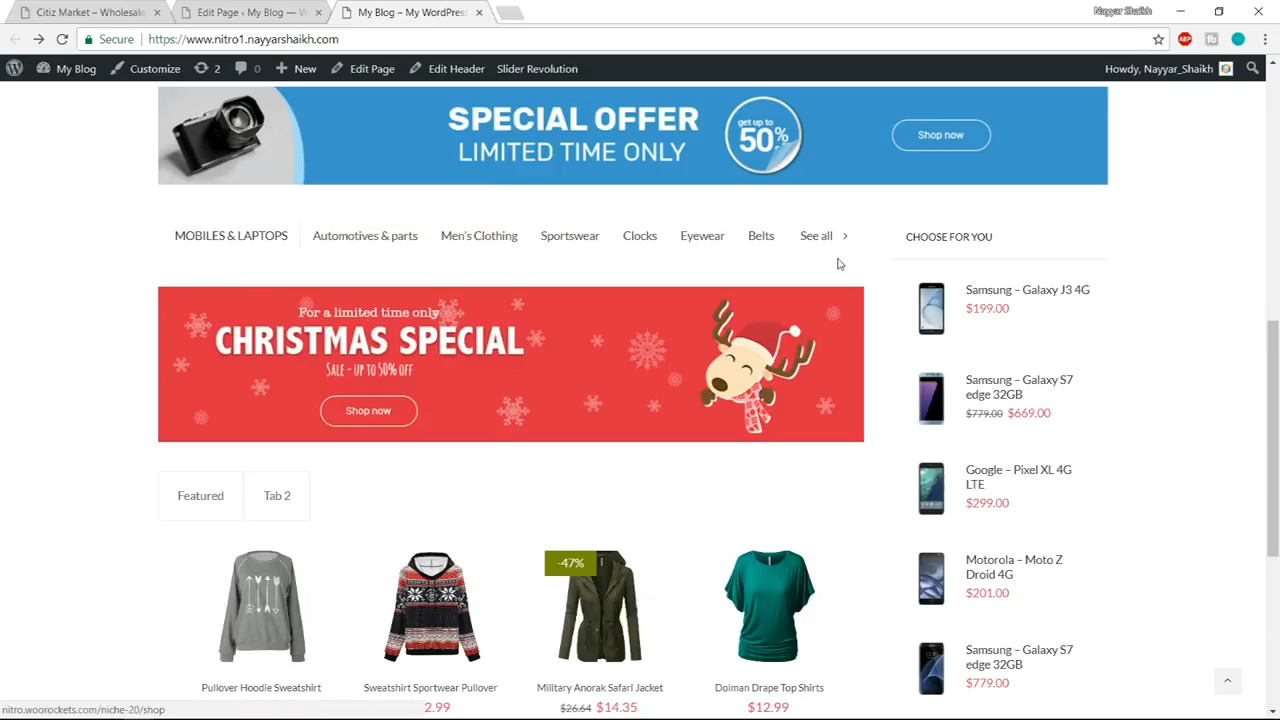 Citiz Market – Wholesale
Edit Page ‹ My Blog — W
My Blog – My WordPress
Nayyar Shaikh
Secure
https://www.nitro1.nayyarshaikh.com
ABP
My Blog
Customize
2
0
New
Edit Page
Edit Header
Slider Revolution
Howdy, Nayyar_Shaikh
SPECIAL OFFER
LIMITED TIME ONLY
get up to
50%
Shop now
MOBILES & LAPTOPS
Automotives & parts
Men's Clothing
Sportswear
Clocks
Eyewear
Belts
See all
CHOOSE FOR YOU
For a limited time only
CHRISTMAS SPECIAL
SALE - UP TO 50% OFF
Shop now
Samsung – Galaxy J3 4G
$199.00
Samsung – Galaxy S7
edge 32GB
$779.00 $669.00
Google – Pixel XL 4G
LTE
$299.00
Motorola – Moto Z
Droid 4G
$201.00
Samsung – Galaxy S7
edge 32GB
$779.00
Featured
Tab 2
-47%
Pullover Hoodie Sweatshirt
Sweatshirt Sportwear Pullover
2.99
Military Anorak Safari Jacket
$26.64 $14.35
Dolman Drape Top Shirts
$12.99
nitro.woorockets.com/niche-20/shop